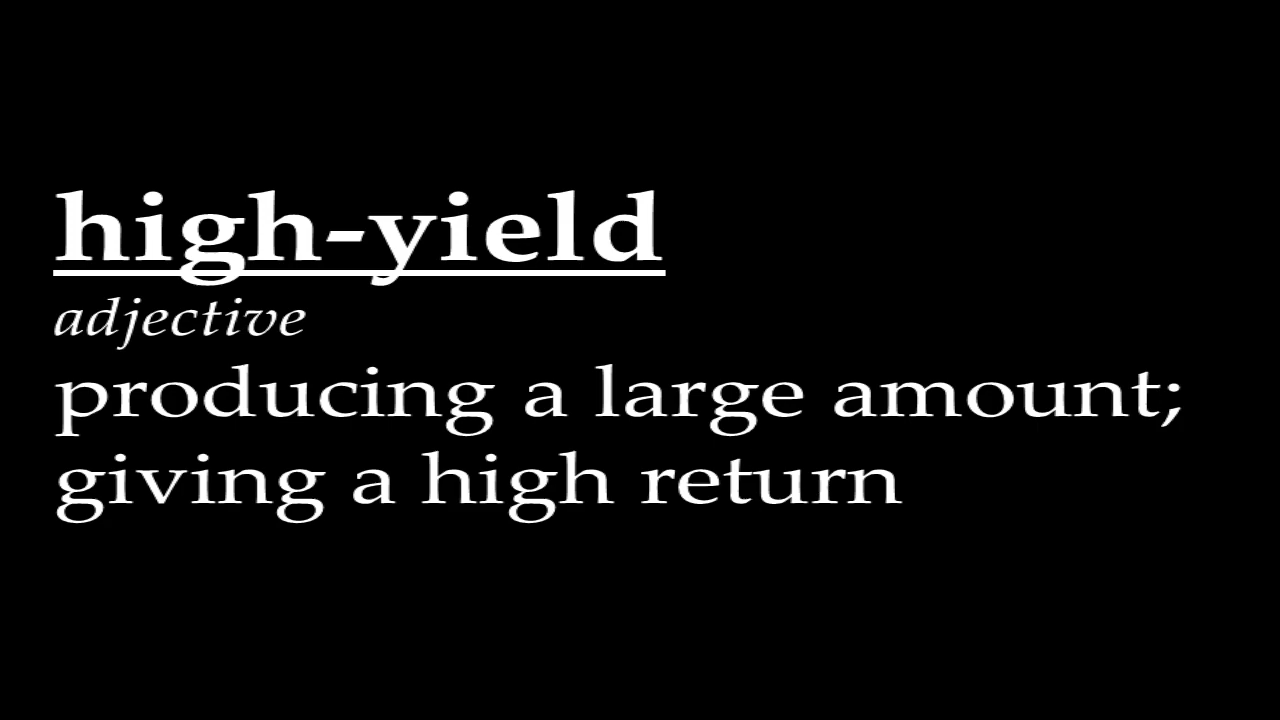 high-yield
adjective
producing a large amount;
giving a high return